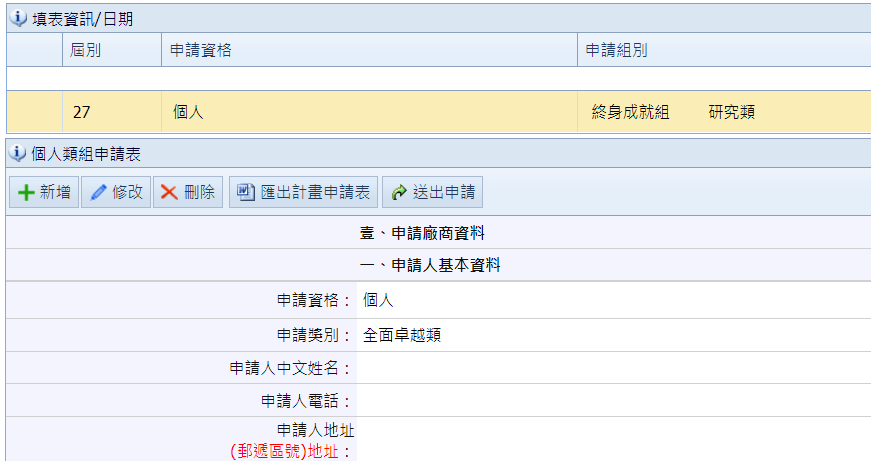 填表資訊/日期
屆別 申請資格 申請組別
27 個人 終身成就組 研究類
個人類組申請表
新增 修改 刪除 匯出計畫申請表 送出申請
壹、申請廠商資料
一、申請人基本資料
申請資格： 個人
申請獎別： 全面卓越類
申請人中文姓名：
申請人電話：
申請人地址
(郵遞區號)地址：